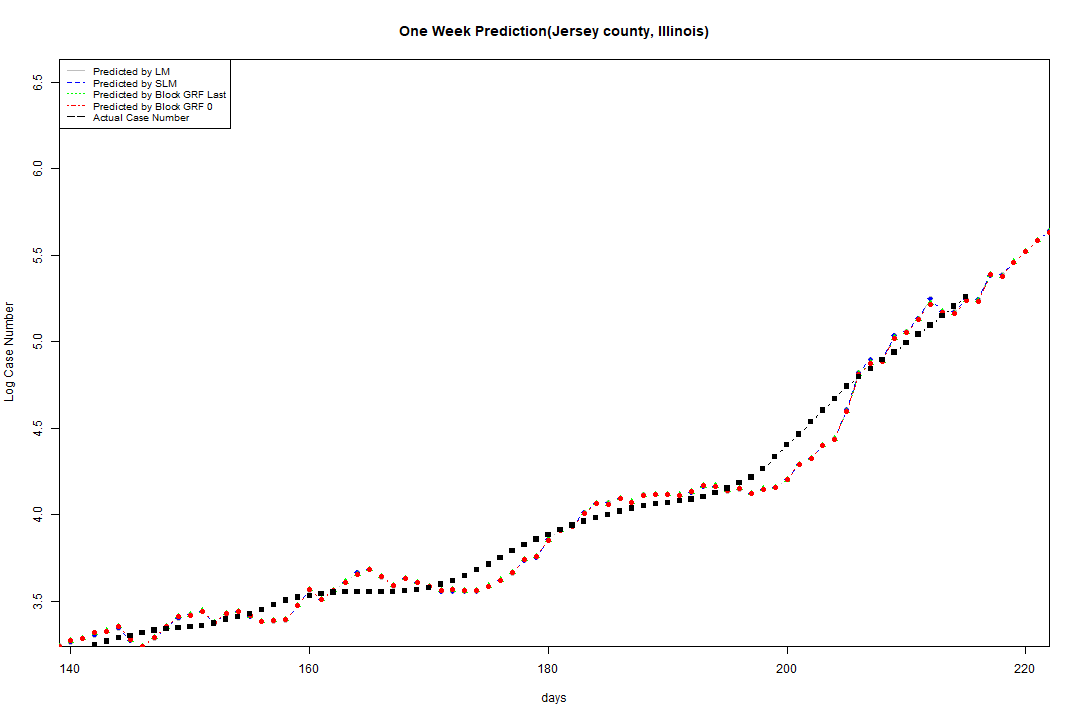 One Week Prediction(Jersey county, Illinois)
Predicted by LM
Predicted by SLM
Predicted by Block GRF Last
Predicted by Block GRF 0
Actual Case Number
6.5
6.0
5.5
5.0
4.5
4.0
3.5
Log Case Number
140 160 180 200 220
days